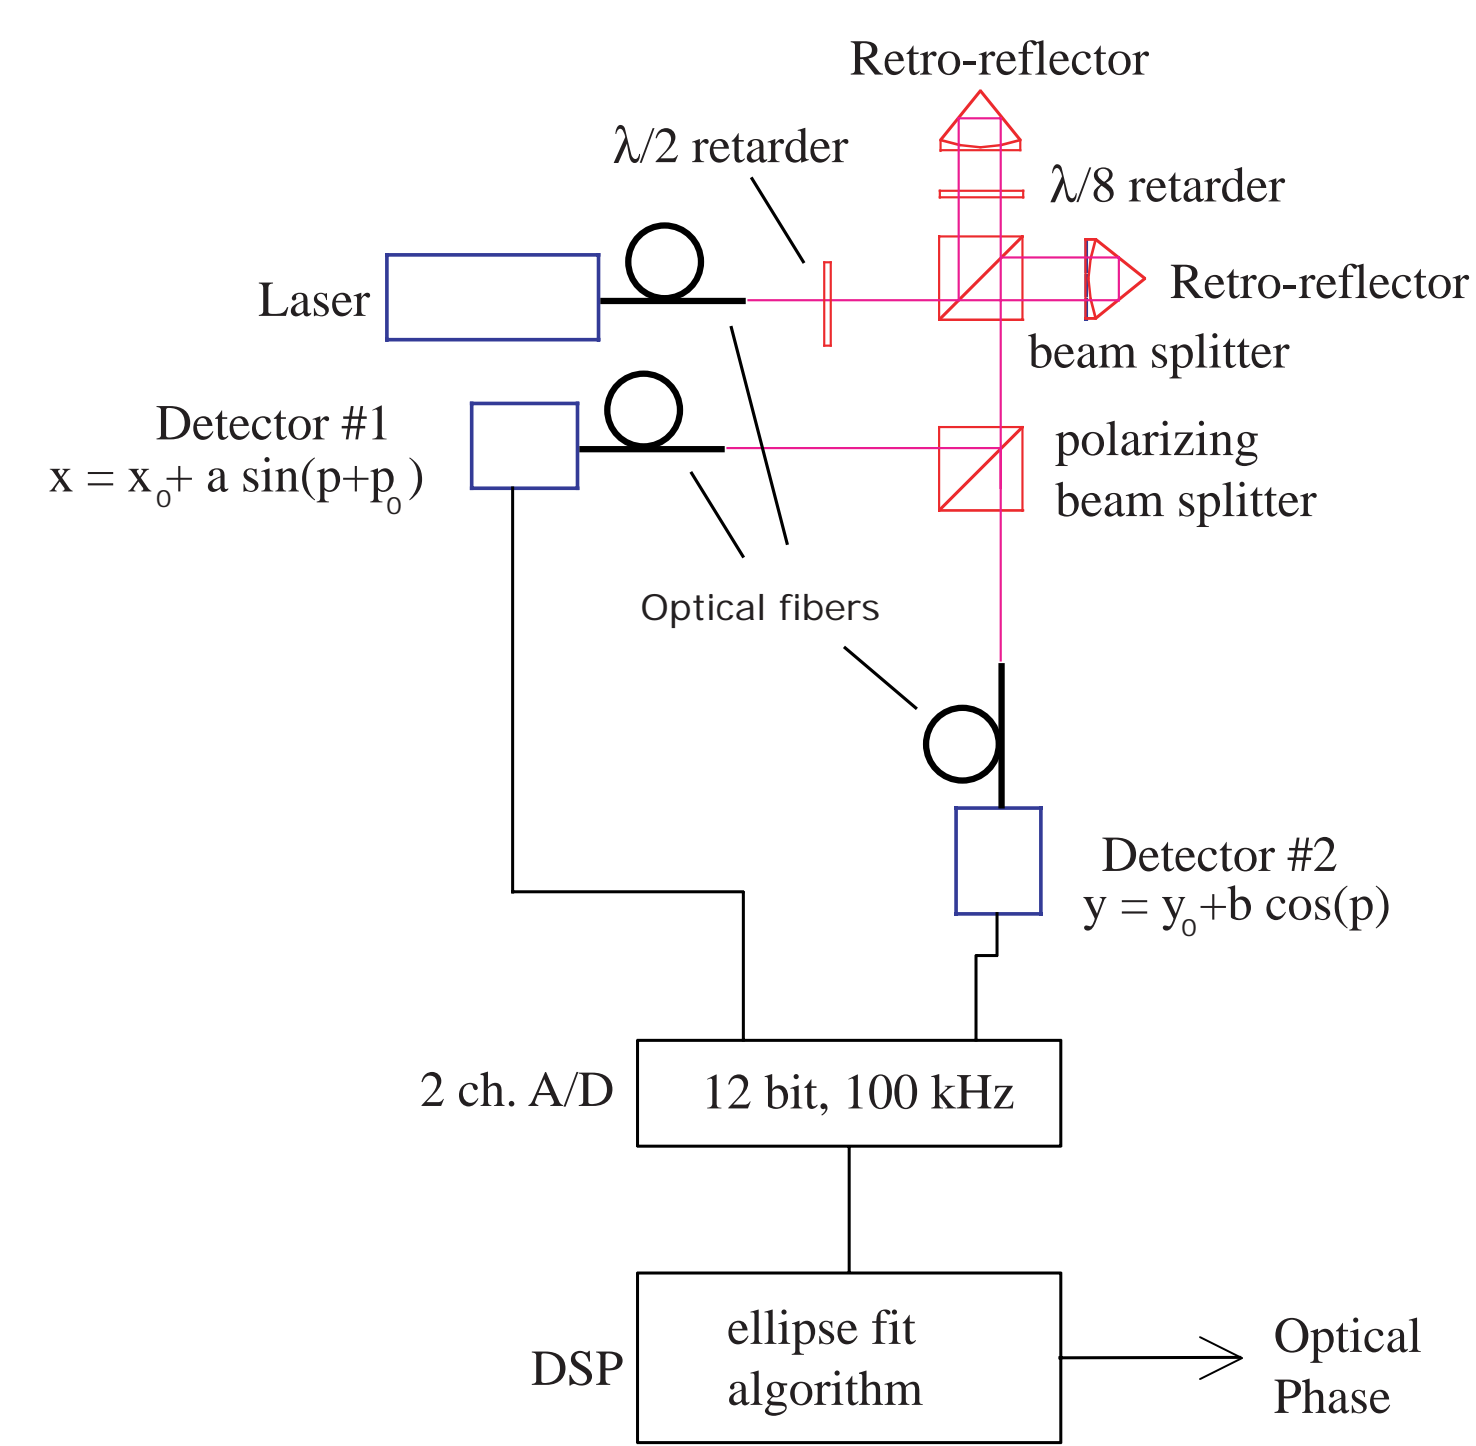 Retro-reflector
λ/2 retarder
λ/8 retarder
Laser
Retro-reflector
beam splitter
Detector #1
x = x₀+ a sin(p+p₀)
polarizing
beam splitter
Optical fibers
Detector #2
y = y₀+b cos(p)
2 ch. A/D
12 bit, 100 kHz
DSP
ellipse fit
algorithm
Optical
Phase